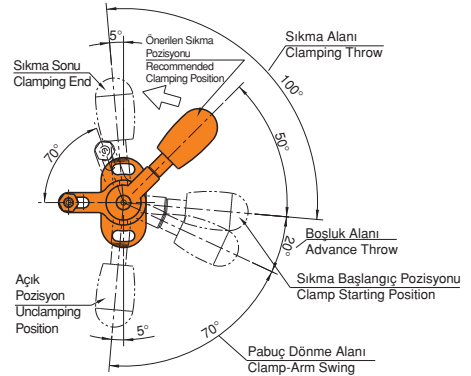 5°
Önerilen Sıkma
Pozisyonu
Recommended
Clamping Position
Sıkma Alanı
Clamping Throw
Sıkma Sonu
Clamping End
100°
50°
70°
20°
Boşluk Alanı
Advance Throw
Sıkma Başlangıç Pozisyonu
Clamp Starting Position
Açık
Pozisyon
Unclamping
Position
5°
70°
Pabuç Dönme Alanı
Clamp-Arm Swing